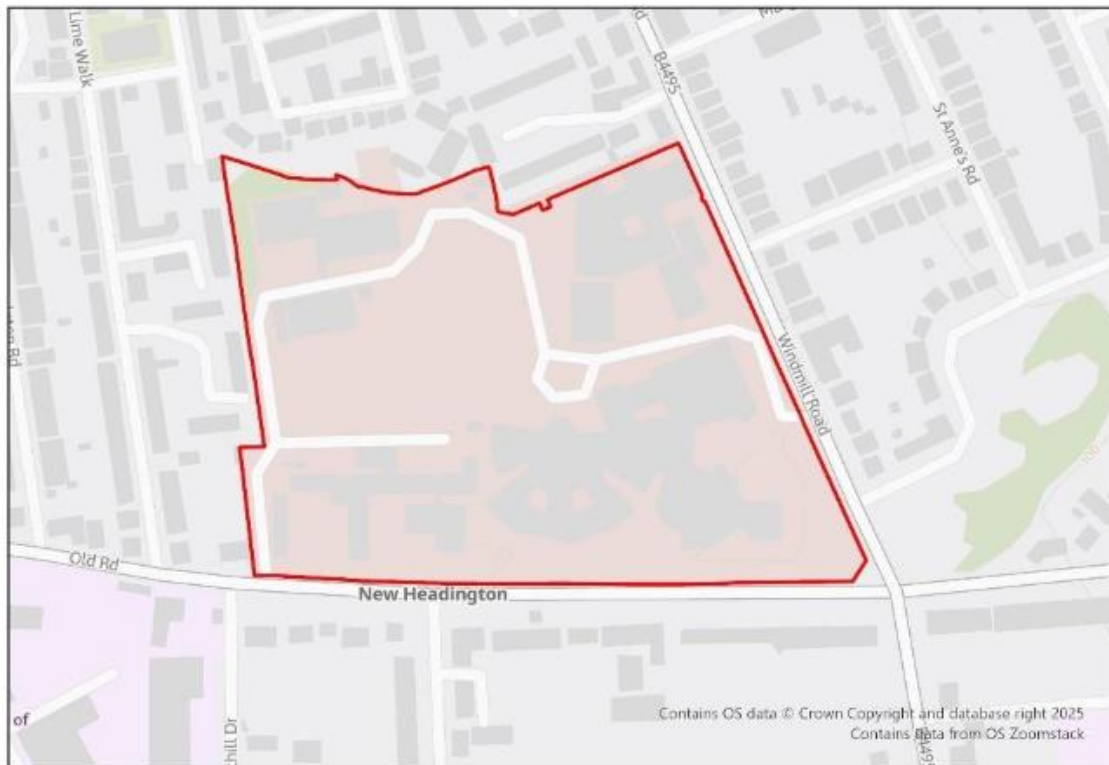 Lime Walk
B4495
St Anne's Rd
Windmill Road
Old Rd
New Headington
of
Contains OS data © Crown Copyright and database right 2025
Contains data from OS Zoomstack